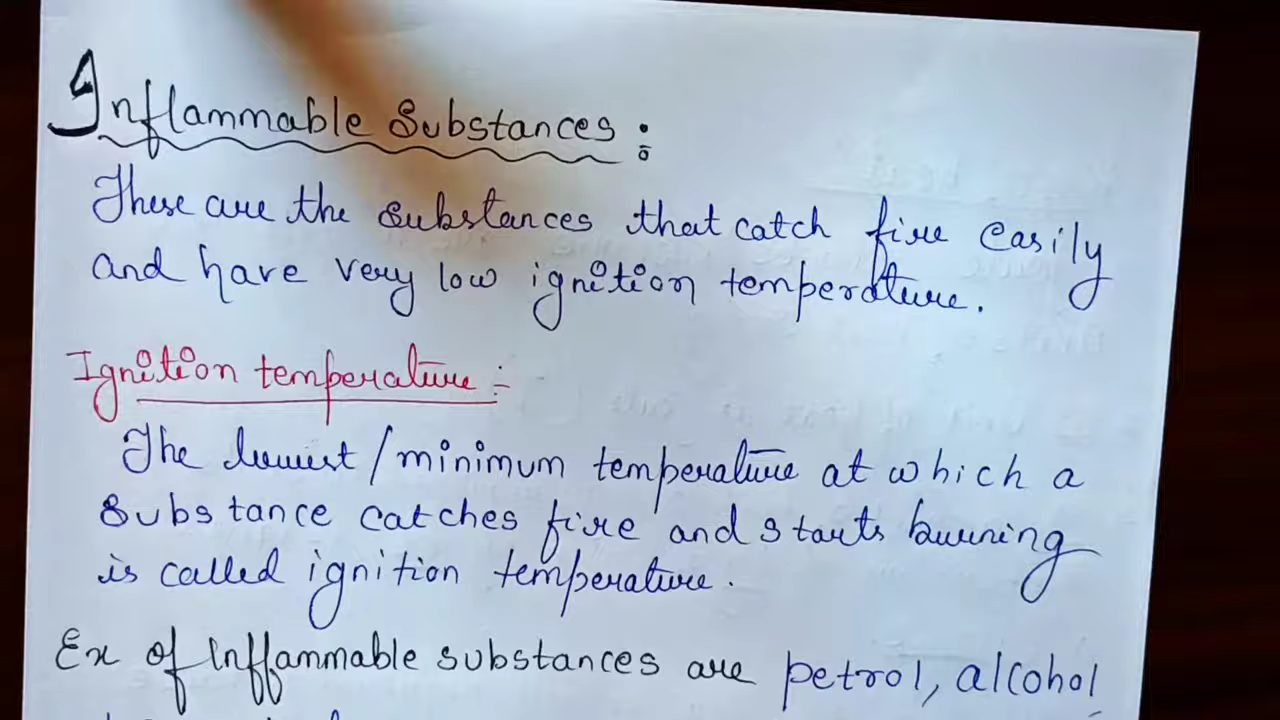 Inflammable Substances :
These are the substances that catch fire easily
and have very low ignition temperature.
Ignition temperature :-
The lowest/minimum temperature at which a
substance catches fire and starts burning
is called ignition temperature.
Ex of Inflammable substances are petrol, alcohol